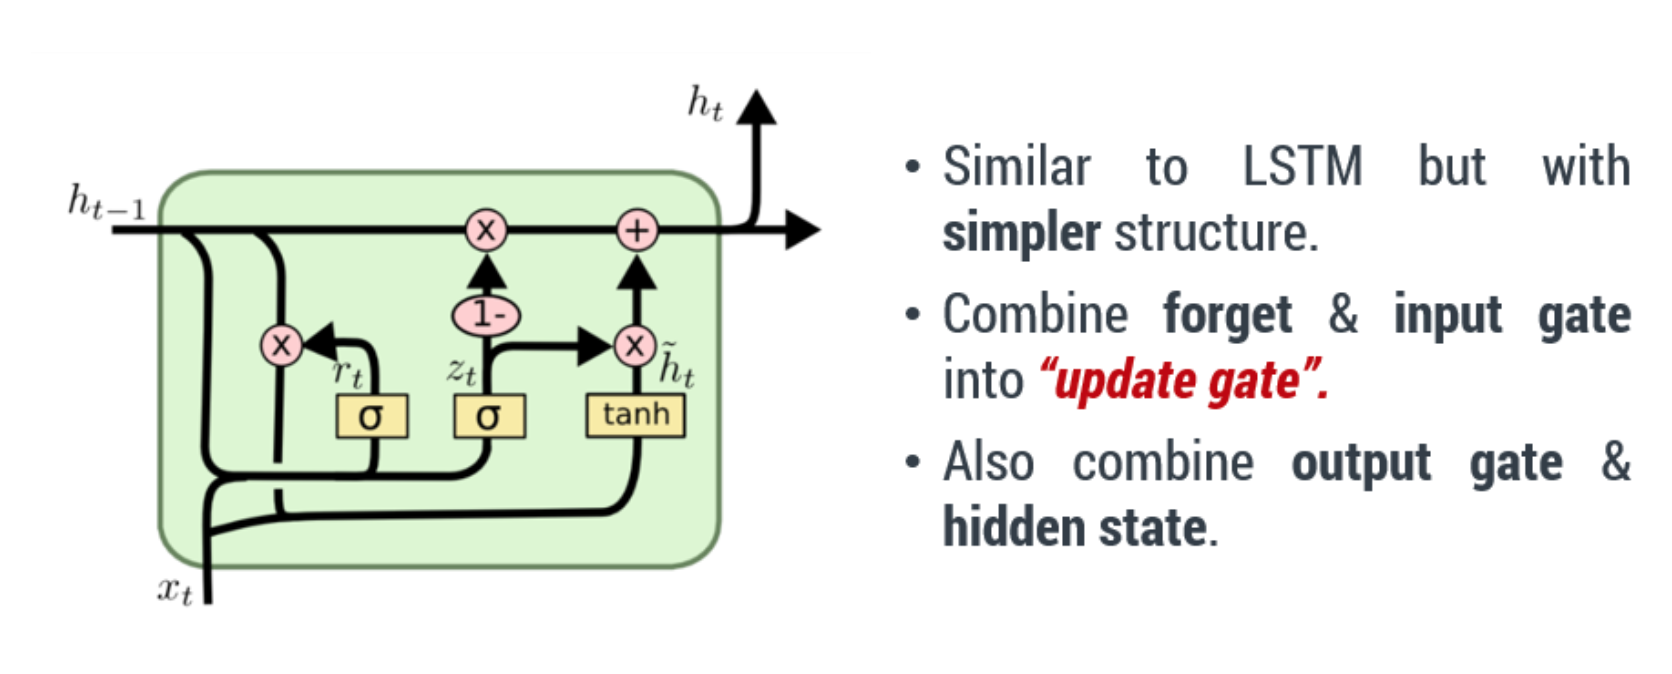 h_t
h_{t-1}
x
+
1-
x
r_t
z_t
x
h̃_t
σ
σ
tanh
x_t
• Similar to LSTM but with
simpler structure.
• Combine forget & input gate
into “update gate”.
• Also combine output gate &
hidden state.